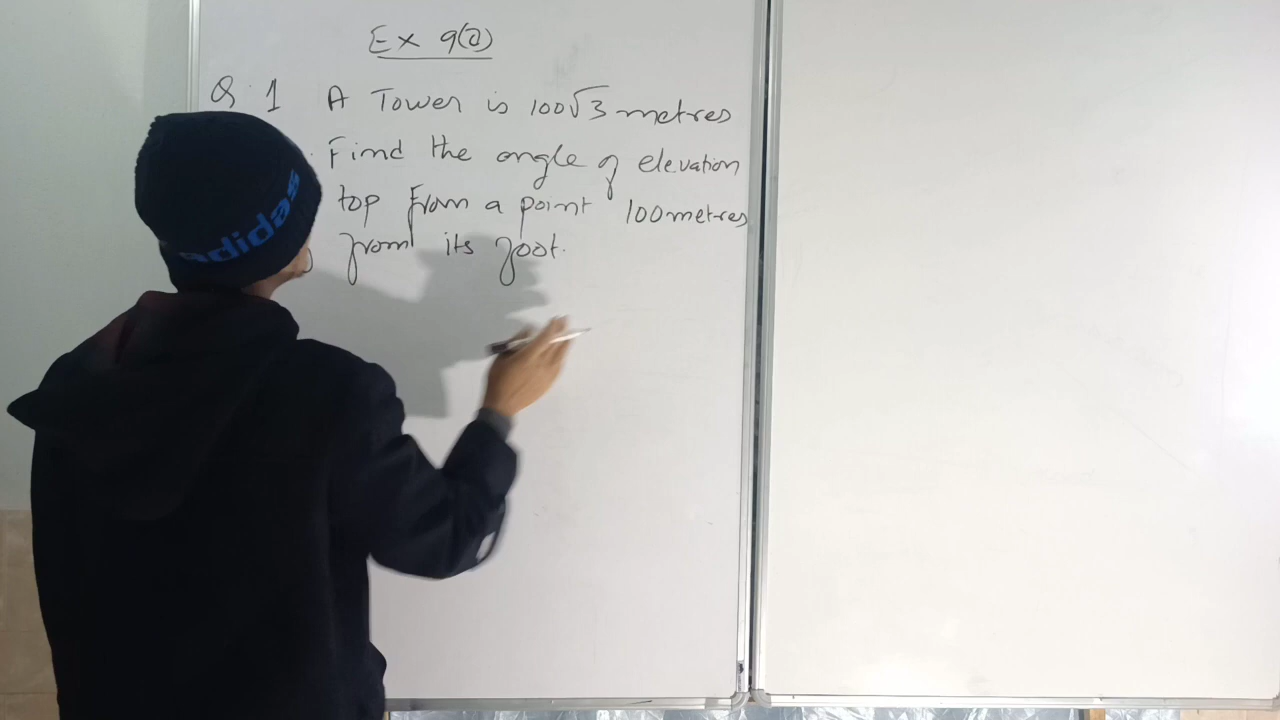 Ex 9(a)
Q. 1 A Tower is 100√3 metres
Find the angle of elevation
top from a point 100 metres
from its foot.
adidas